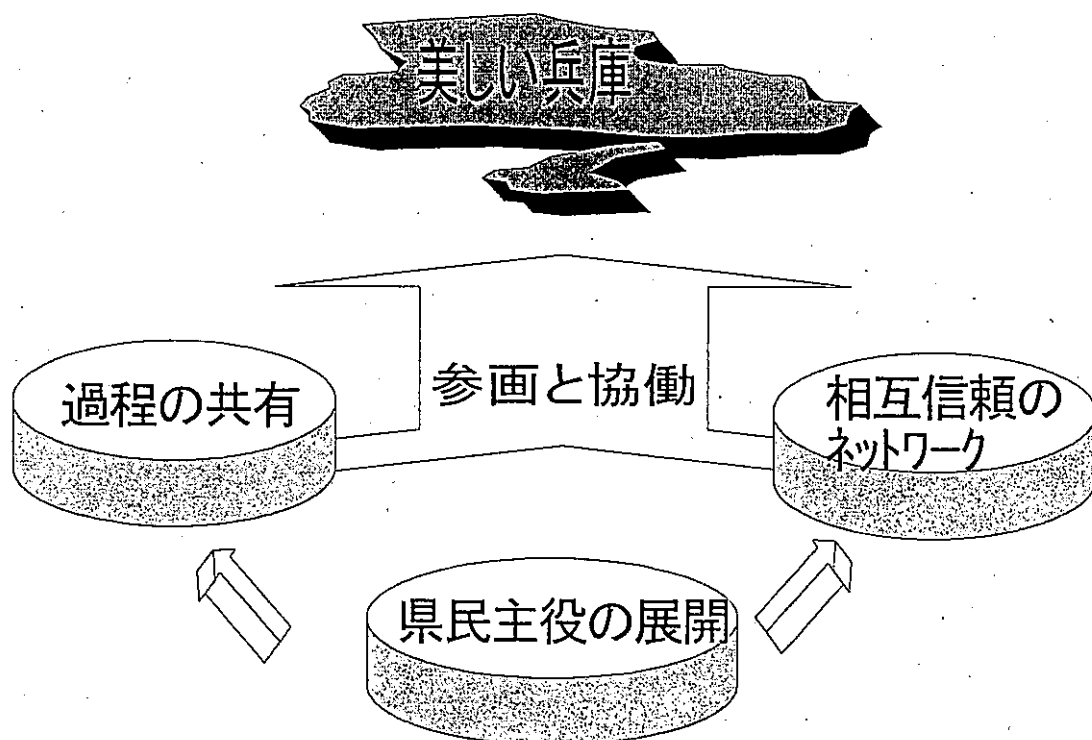 美しい兵庫
参画と協働
過程の共有
相互信頼の
ネットワーク
県民主役の展開